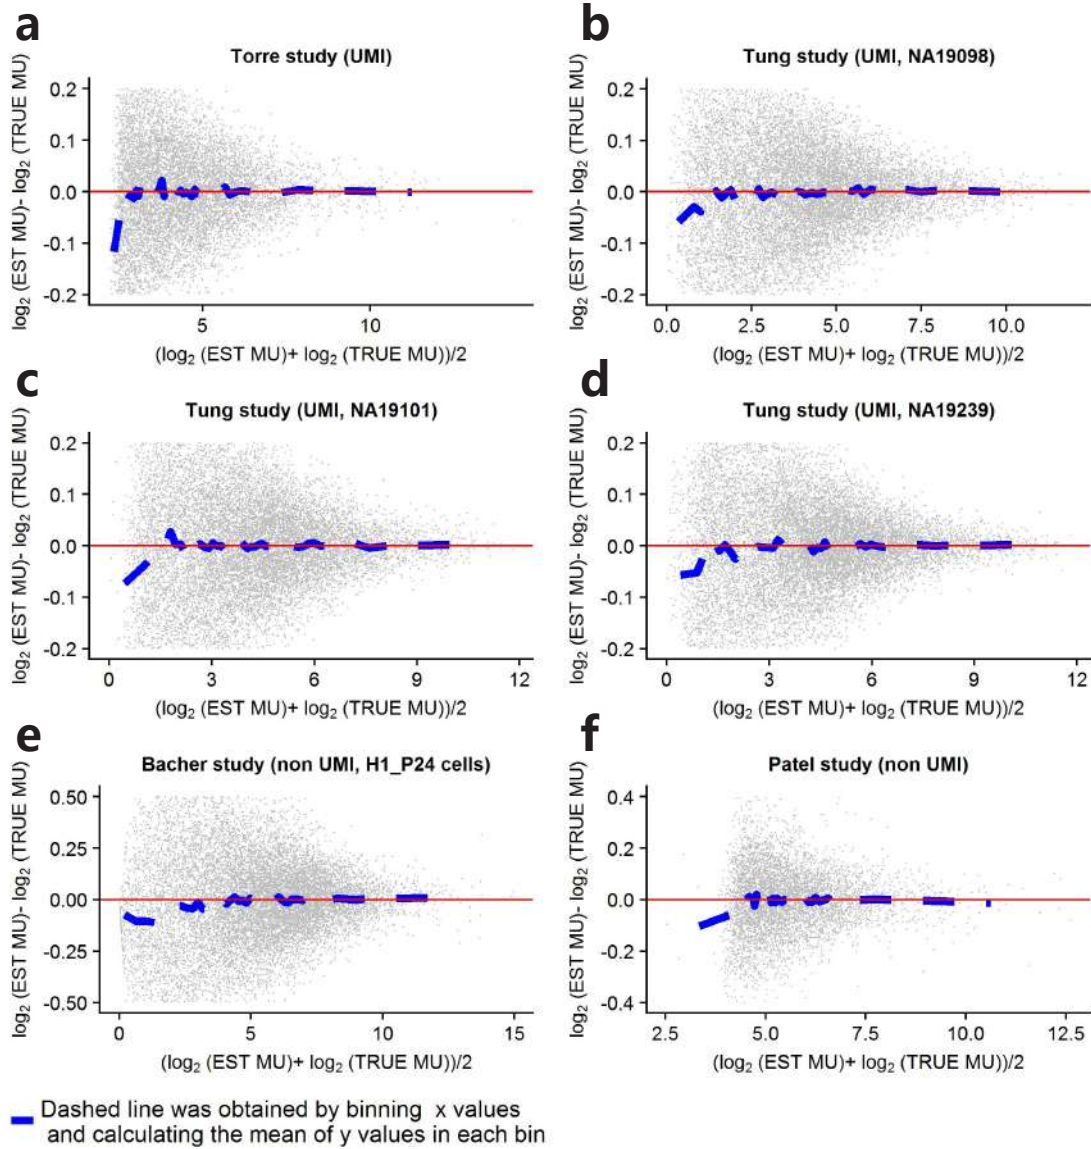 a
Torre study (UMI)
log₂ (EST MU)- log₂ (TRUE MU)
0.2
0.1
0.0
-0.1
-0.2
5
10
(log₂ (EST MU)+ log₂ (TRUE MU))/2
b
Tung study (UMI, NA19098)
log₂ (EST MU)- log₂ (TRUE MU)
0.2
0.1
0.0
-0.1
-0.2
0.0
2.5
5.0
7.5
10.0
(log₂ (EST MU)+ log₂ (TRUE MU))/2
c
Tung study (UMI, NA19101)
log₂ (EST MU)- log₂ (TRUE MU)
0.2
0.1
0.0
-0.1
-0.2
0
3
6
9
12
(log₂ (EST MU)+ log₂ (TRUE MU))/2
d
Tung study (UMI, NA19239)
log₂ (EST MU)- log₂ (TRUE MU)
0.2
0.1
0.0
-0.1
-0.2
0
3
6
9
12
(log₂ (EST MU)+ log₂ (TRUE MU))/2
e
Bacher study (non UMI, H1_P24 cells)
log₂ (EST MU)- log₂ (TRUE MU)
0.50
0.25
0.00
-0.25
-0.50
0
5
10
15
(log₂ (EST MU)+ log₂ (TRUE MU))/2
f
Patel study (non UMI)
log₂ (EST MU)- log₂ (TRUE MU)
0.4
0.2
0.0
-0.2
-0.4
2.5
5.0
7.5
10.0
12.5
(log₂ (EST MU)+ log₂ (TRUE MU))/2
Dashed line was obtained by binning x values
and calculating the mean of y values in each bin